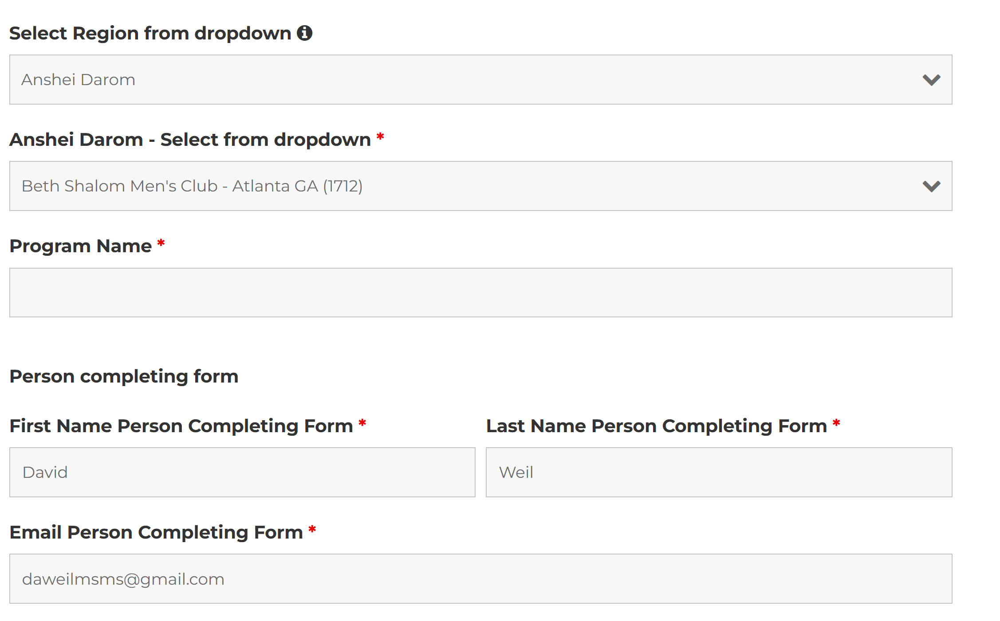 Select Region from dropdown
Anshei Darom
Anshei Darom - Select from dropdown *
Beth Shalom Men's Club - Atlanta GA (1712)
Program Name *
Person completing form
First Name Person Completing Form *
Last Name Person Completing Form *
David
Weil
Email Person Completing Form *
daweilmsms@gmail.com